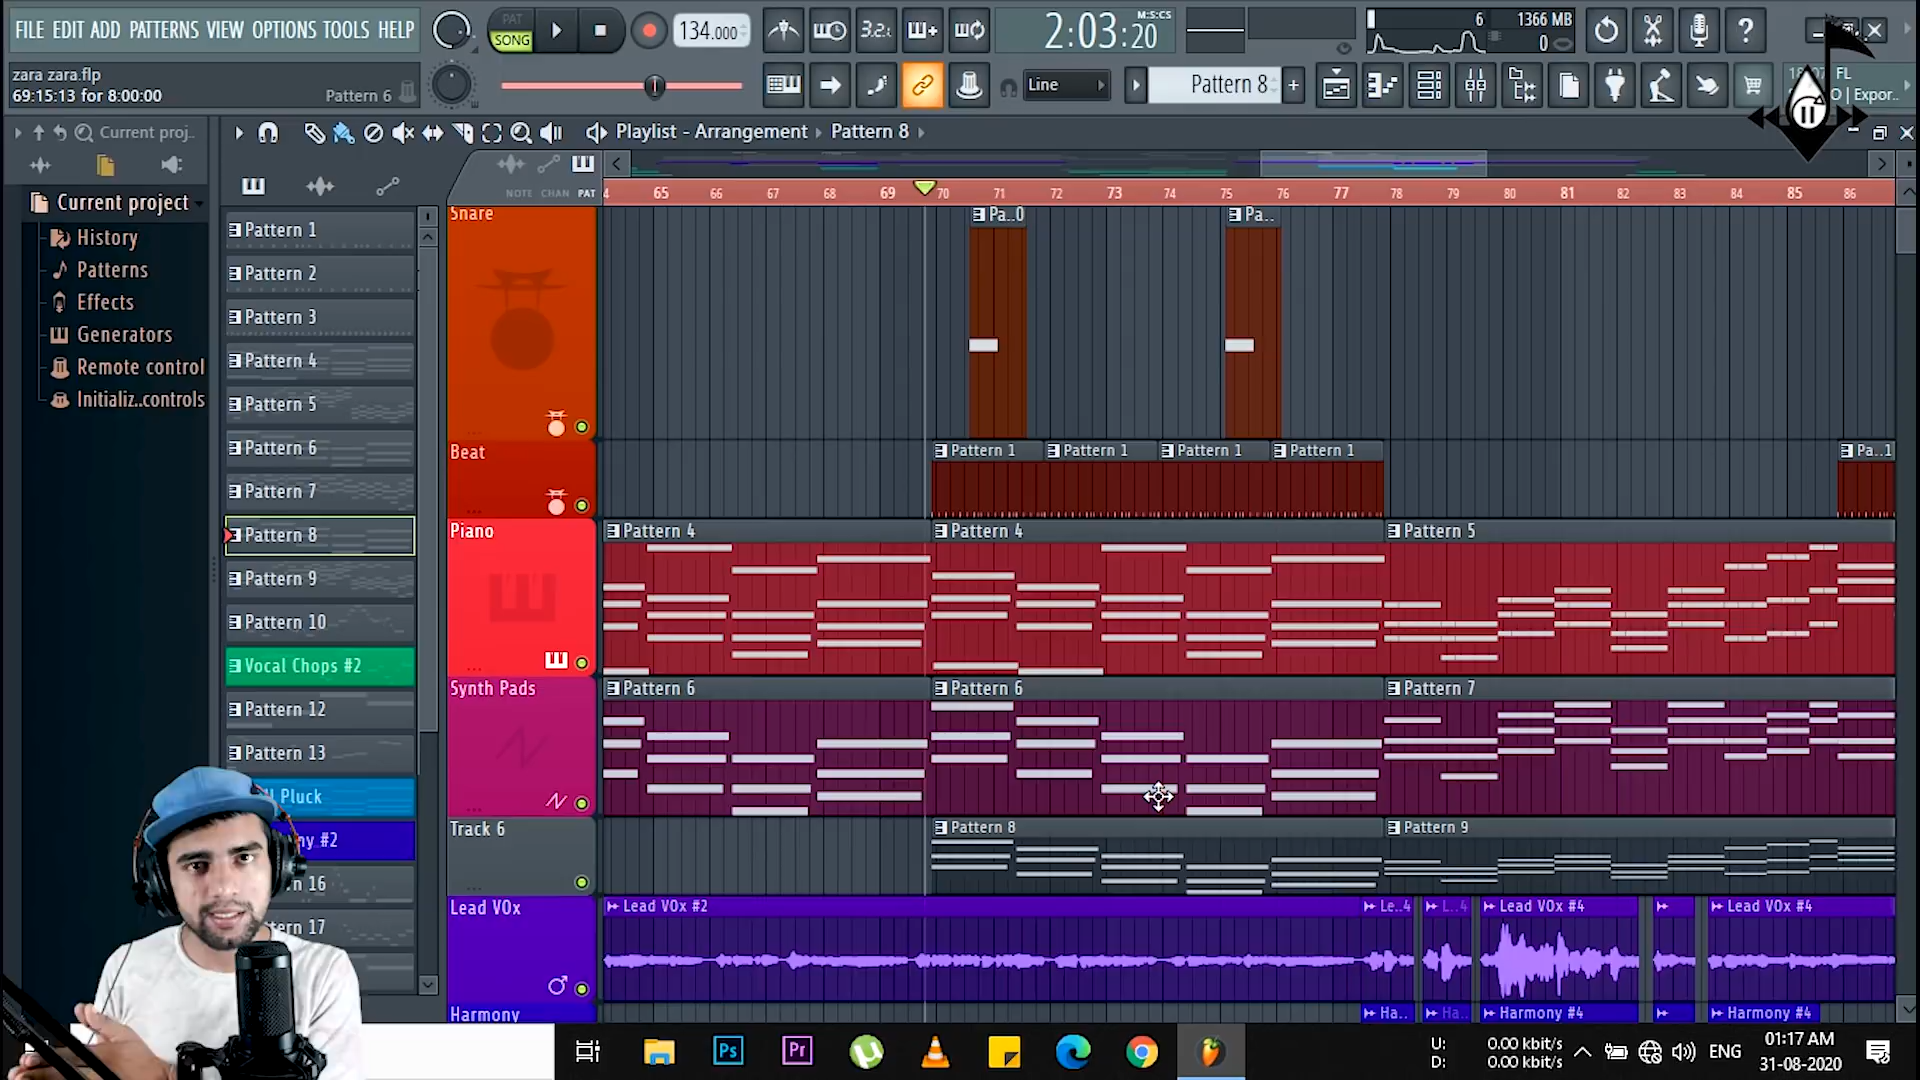 FILE EDIT ADD PATTERNS VIEW OPTIONS TOOLS HELP
PAT
SONG
134.000
3.2
2:03:20
M:S:CS
6
1366 MB
0
zara zara.flp
69:15:13 for 8:00:00
Pattern 6
Line
Pattern 8
FL
Expor..
Current proj..
Playlist - Arrangement
Pattern 8
NOTE CHAN PAT
4 65 66 67 68 69 70 71 72 73 74 75 76 77 78 79 80 81 82 83 84 85 86
Current project
History
Patterns
Effects
Generators
Remote control
Initializ..controls
Pattern 1
Pattern 2
Pattern 3
Pattern 4
Pattern 5
Pattern 6
Pattern 7
Pattern 8
Pattern 9
Pattern 10
Vocal Chops #2
Pattern 12
Pattern 13
Pluck
ny #2
n 16
tern 17
Snare
Pa..0
Pa..
Beat
Pattern 1
Pattern 1
Pattern 1
Pattern 1
Pa..1
Piano
Pattern 4
Pattern 4
Pattern 5
Synth Pads
Pattern 6
Pattern 6
Pattern 7
Track 6
Pattern 8
Pattern 9
Lead VOx
Lead VOx #2
Le..4
L..4
Lead VOx #4
Lead VOx #4
Harmony
Ha..
Ha..
Harmony #4
Harmony #4
Ps
Pr
U: 0.00 kbit/s
D: 0.00 kbit/s
ENG
01:17 AM
31-08-2020